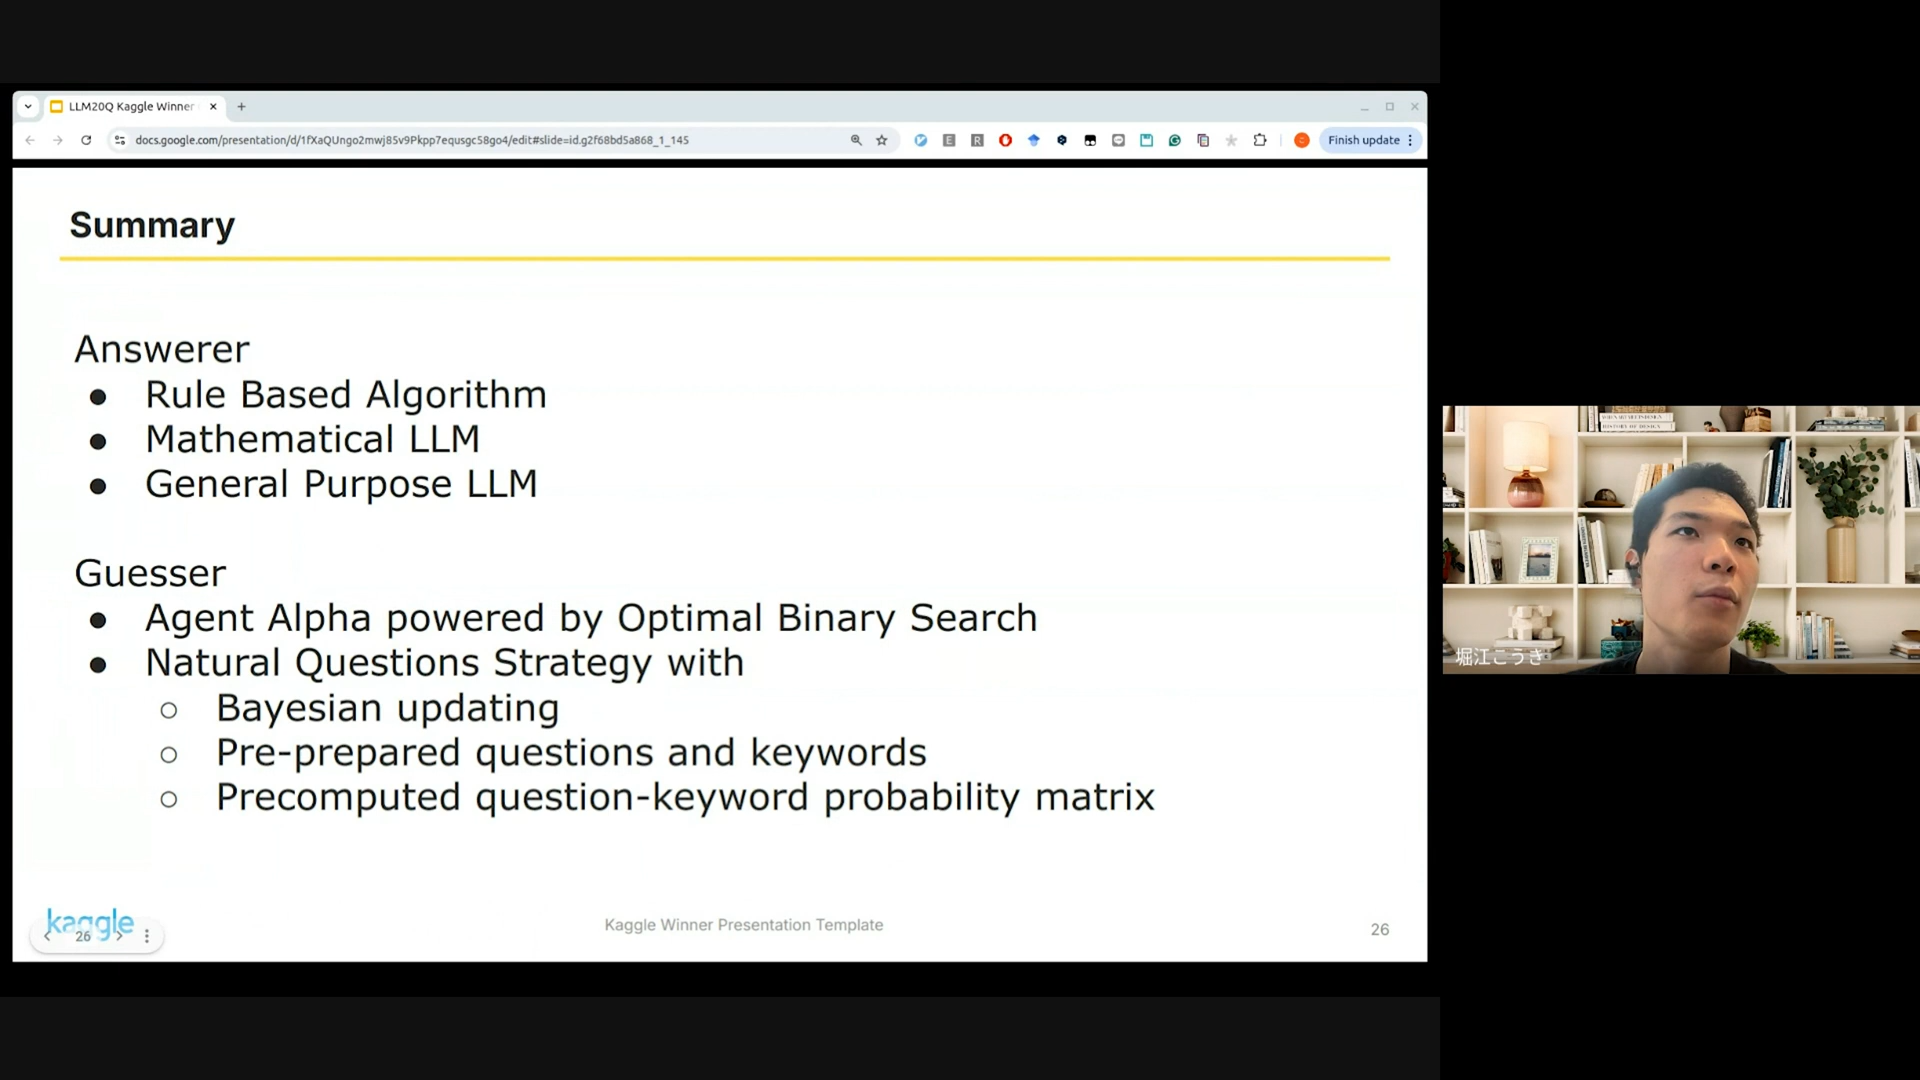 LLM20Q Kaggle Winner
docs.google.com/presentation/d/1fXaQUngo2mwj85v9Pkpp7equsgc58go4/edit#slide=id.g2f68bd5a868_1_145
Finish update
Summary
Answerer
● Rule Based Algorithm
● Mathematical LLM
● General Purpose LLM
Guesser
● Agent Alpha powered by Optimal Binary Search
● Natural Questions Strategy with
○ Bayesian updating
○ Pre-prepared questions and keywords
○ Precomputed question-keyword probability matrix
kaggle
26
Kaggle Winner Presentation Template
26
HISTORY OF DESIGN
堀江こうき